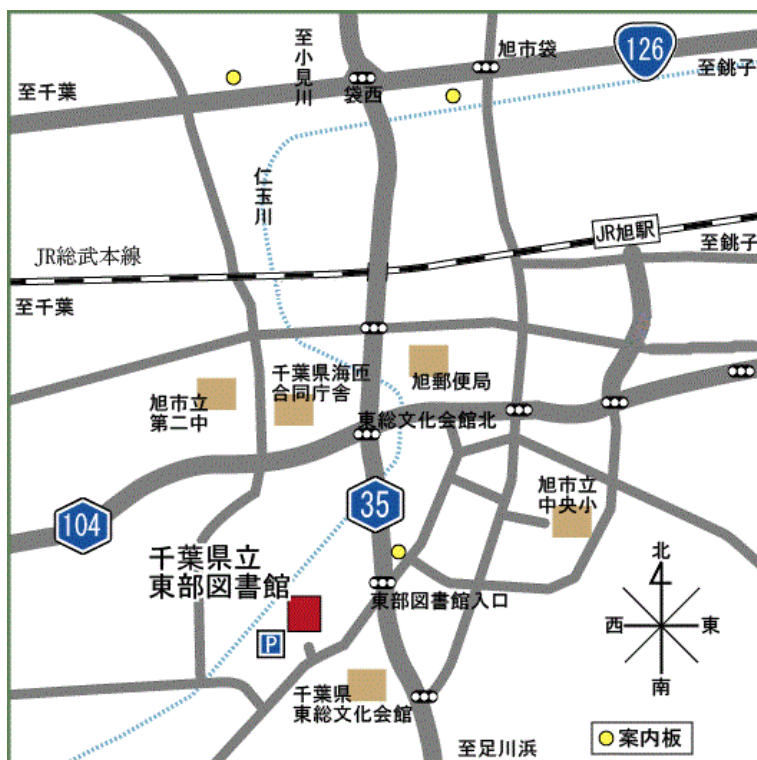 至小見川
旭市袋
126
至銚子
至千葉
袋西
仁玉川
JR旭駅
至銚子
JR総武本線
至千葉
千葉県海匝
合同庁舎
旭郵便局
旭市立
第二中
東総文化会館北
旭市立
中央小
35
104
千葉県立
東部図書館
P
東部図書館入口
北
西
東
南
千葉県
東総文化会館
至足川浜
案内板